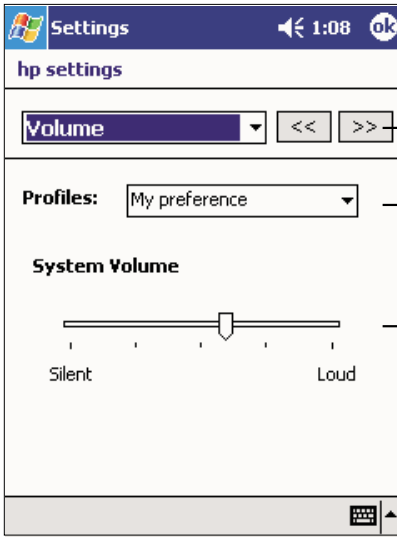 Settings 1:08 ok
hp settings
Volume << >>
Profiles: My preference
System Volume
Silent Loud